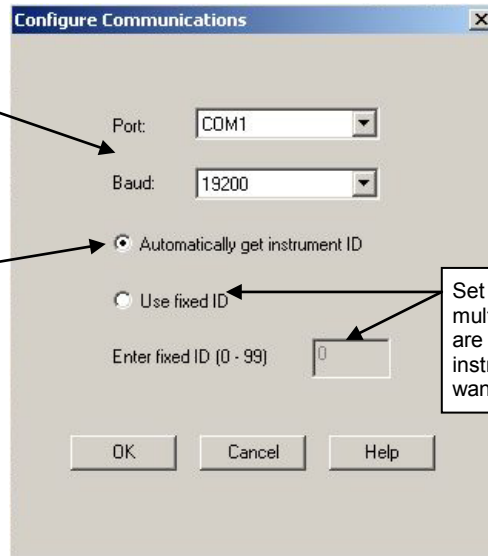 Configure Communications
Port: COM1
Baud: 19200
Automatically get instrument ID
Use fixed ID
Enter fixed ID (0 - 99) 0
Set
are
OK Cancel Help